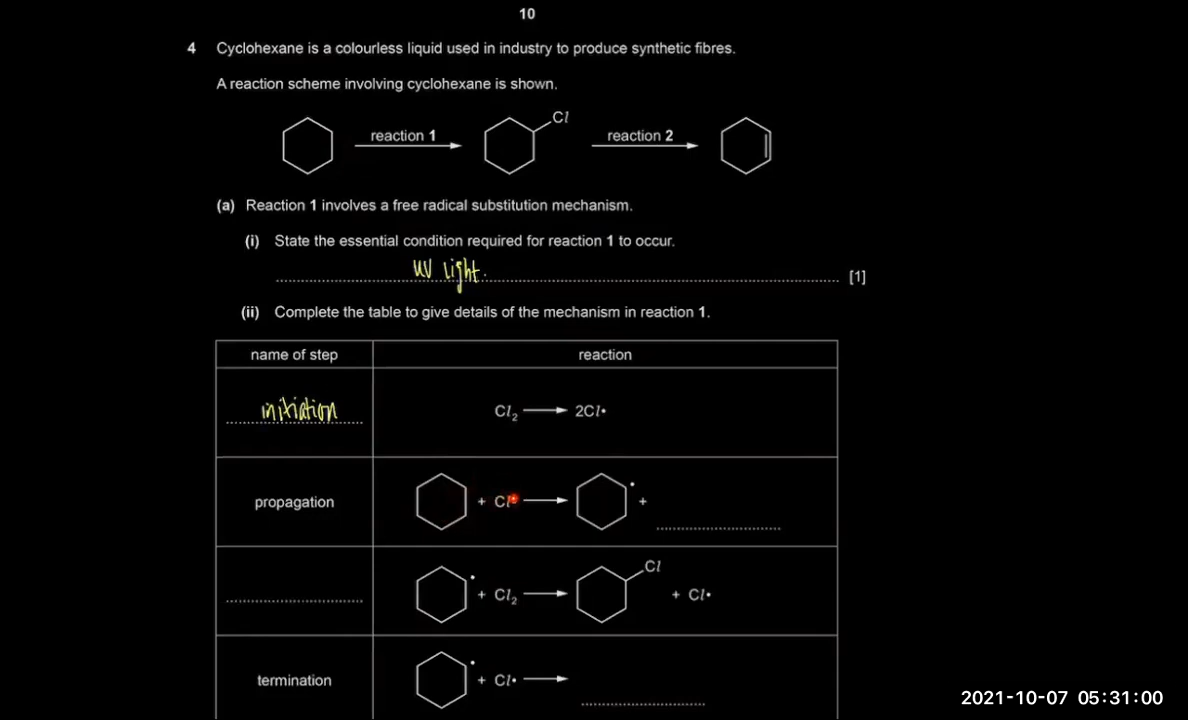 10
4 Cyclohexane is a colourless liquid used in industry to produce synthetic fibres.
A reaction scheme involving cyclohexane is shown.
Cl
reaction 1 reaction 2
(a) Reaction 1 involves a free radical substitution mechanism.
(i) State the essential condition required for reaction 1 to occur.
UV light. [1]
(ii) Complete the table to give details of the mechanism in reaction 1.
name of step reaction
initiation Cl₂ ⟶ 2Cl•
propagation + Cl• ⟶ • +
Cl
• + Cl₂ ⟶ + Cl•
termination • + Cl• ⟶
2021-10-07 05:31:00